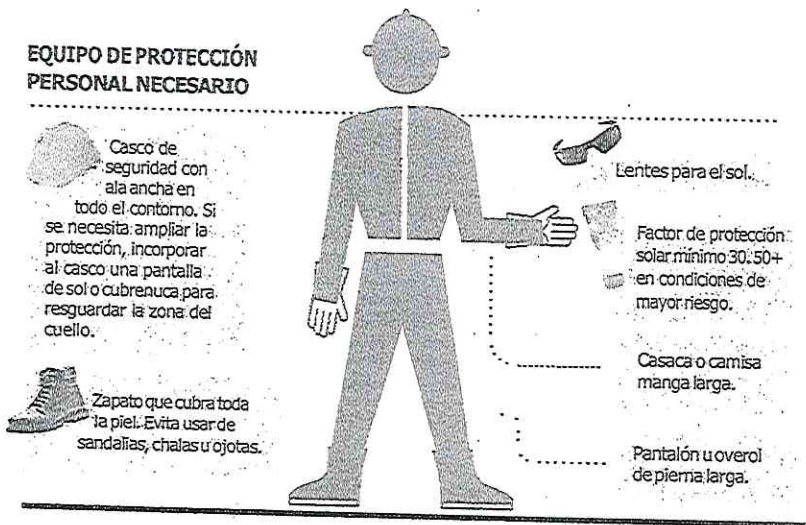 EQUIPO DE PROTECCIÓN
PERSONAL NECESARIO
Casco de
seguridad con
ala ancha en
todo el contorno. Si
se necesita ampliar la
protección, incorporar
al casco una pantalla
de sol o cubrenuca para
resguardar la zona del
cuello.
Zapato que cubra toda
la piel. Evita usar de
sandalias, chalas u ojotas.
Lentes para el sol.
Factor de protección
solar mínimo 30. 50+
en condiciones de
mayor riesgo.
Casaca o camisa
manga larga.
Pantalón u overol
de pierna larga.